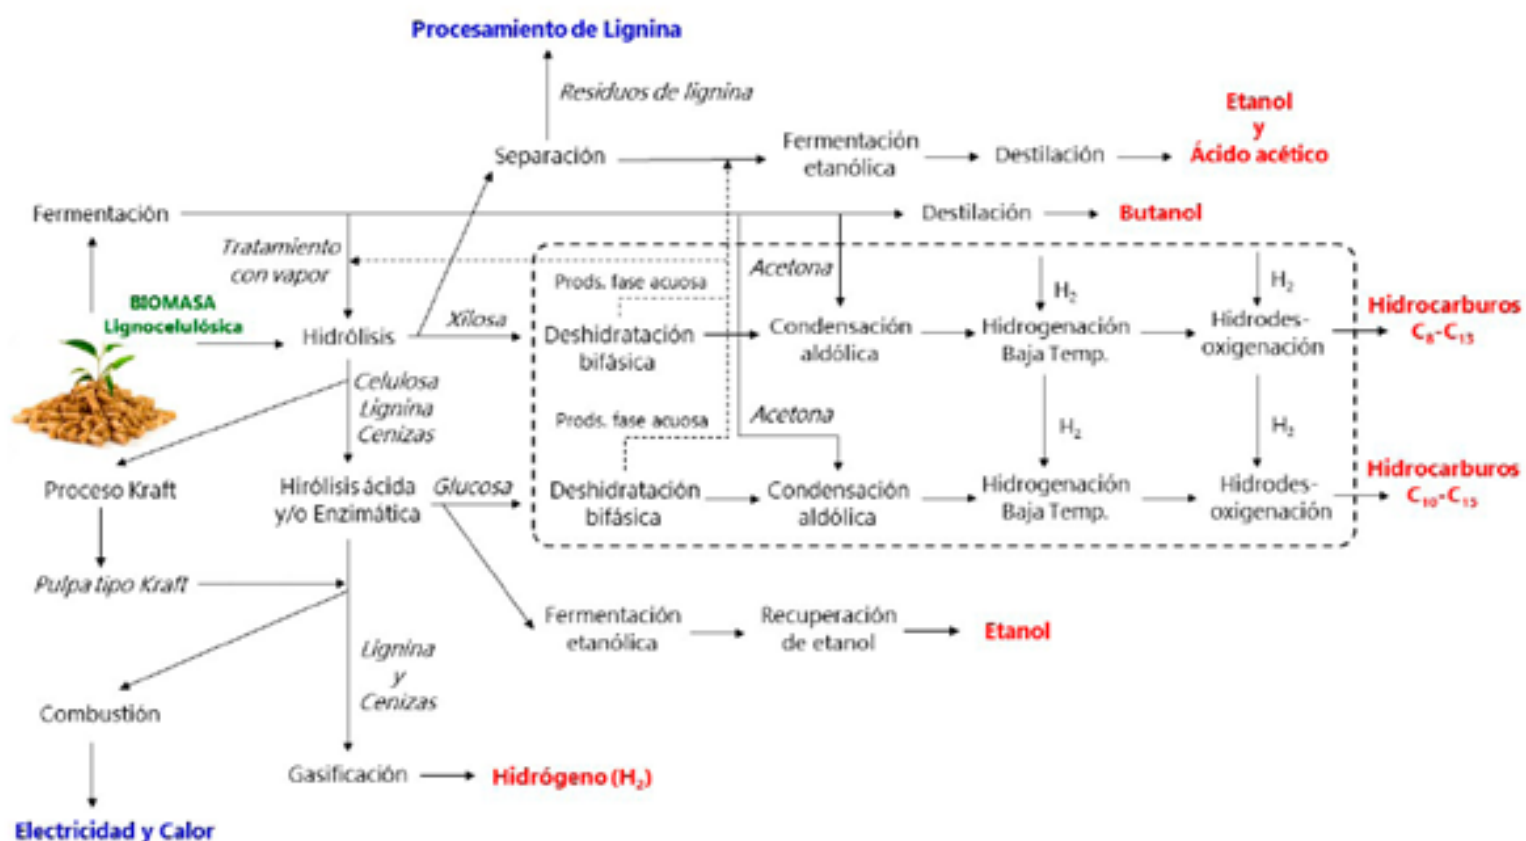 Procesamiento de Lignina
Residuos de lignina
Separación
Fermentación
etanólica
Destilación
Etanol
y
Ácido acético
Fermentación
Destilación
Butanol
Tratamiento
con vapor
Prods. fase acuosa
Acetona
H₂
H₂
BIOMASA
Lignocelulósica
Hidrólisis
Xilosa
Deshidratación
bifásica
Condensación
aldólica
Hidrogenación
Baja Temp.
Hidrodes-
oxigenación
Hidrocarburos
C₈-C₁₃
Celulosa
Lignina
Cenizas
Prods. fase acuosa
Acetona
H₂
H₂
Proceso Kraft
Hirólisis ácida
y/o Enzimática
Glucosa
Deshidratación
bifásica
Condensación
aldólica
Hidrogenación
Baja Temp.
Hidrodes-
oxigenación
Hidrocarburos
C₁₀-C₁₅
Pulpa tipo Kraft
Fermentación
etanólica
Recuperación
de etanol
Etanol
Lignina
y
Cenizas
Combustión
Gasificación
Hidrógeno (H₂)
Electricidad y Calor